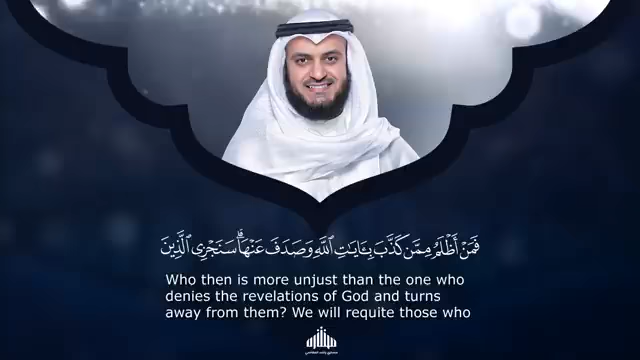 فَمَنْ أَظْلَمُ مِمَّن كَذَّبَ بِـَٔايَـٰتِ ٱللَّهِ وَصَدَفَ عَنْهَا ۗ سَنَجْزِى ٱلَّذِينَ
Who then is more unjust than the one who
denies the revelations of God and turns
away from them? We will requite those who